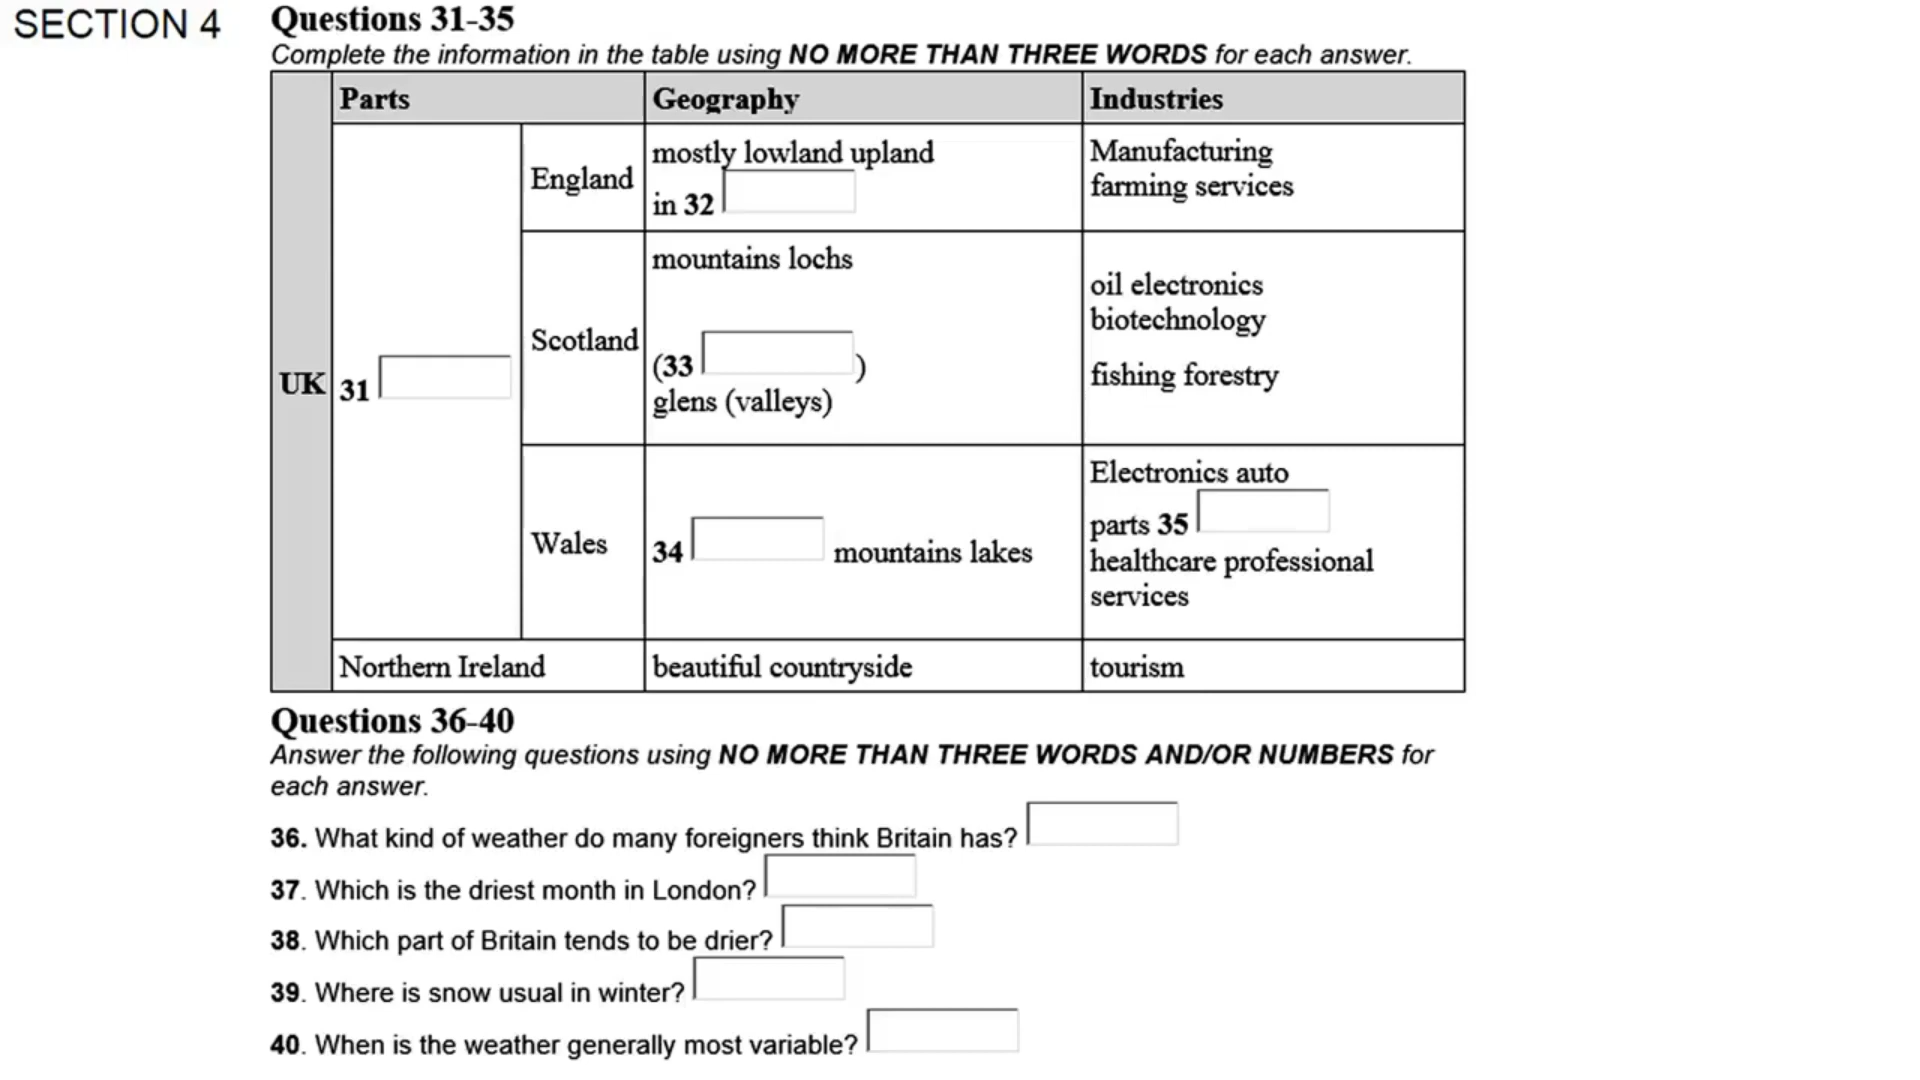 SECTION 4
Questions 31-35
Complete the information in the table using NO MORE THAN THREE WORDS for each answer.
Parts
Geography
Industries
UK
31
England
mostly lowland upland
in 32
Manufacturing
farming services
Scotland
mountains lochs
(33 )
glens (valleys)
oil electronics
biotechnology
fishing forestry
Wales
34 mountains lakes
Electronics auto
parts 35
healthcare professional
services
Northern Ireland
beautiful countryside
tourism
Questions 36-40
Answer the following questions using NO MORE THAN THREE WORDS AND/OR NUMBERS for
each answer.
36. What kind of weather do many foreigners think Britain has?
37. Which is the driest month in London?
38. Which part of Britain tends to be drier?
39. Where is snow usual in winter?
40. When is the weather generally most variable?